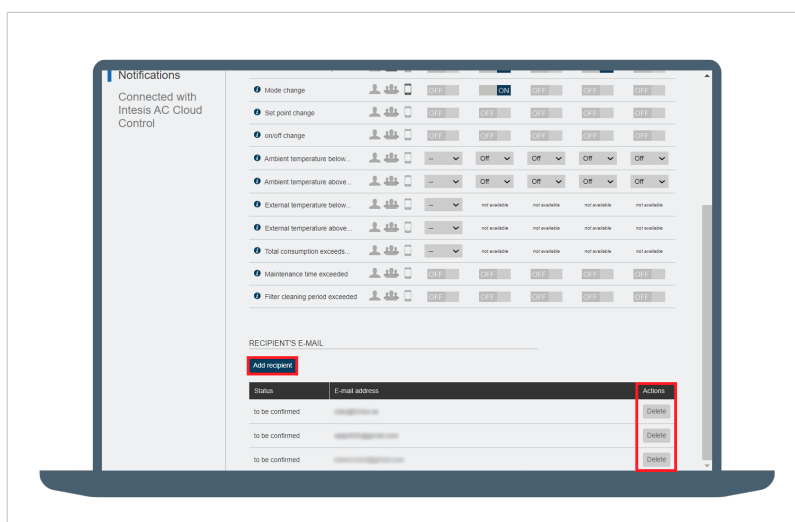 Notifications
Connected with
Intesis AC Cloud
Control
Mode change OFF ON OFF OFF OFF
Set point change OFF OFF OFF OFF OFF
on/off change OFF OFF OFF OFF OFF
Ambient temperature below... -- Off Off Off Off
Ambient temperature above... -- Off Off Off Off
External temperature below... -- not available not available not available not available
External temperature above... -- not available not available not available not available
Total consumption exceeds... -- not available not available not available not available
Maintenance time exceeded OFF OFF OFF OFF OFF
Filter cleaning period exceeded OFF OFF OFF OFF OFF
RECIPIENT'S E-MAIL
Add recipient
Status E-mail address Actions
to be confirmed Delete
to be confirmed Delete
to be confirmed Delete